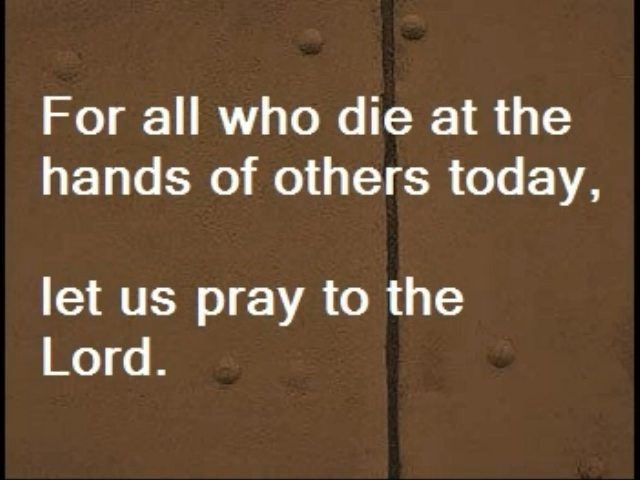 For all who die at the
hands of others today,
let us pray to the
Lord.